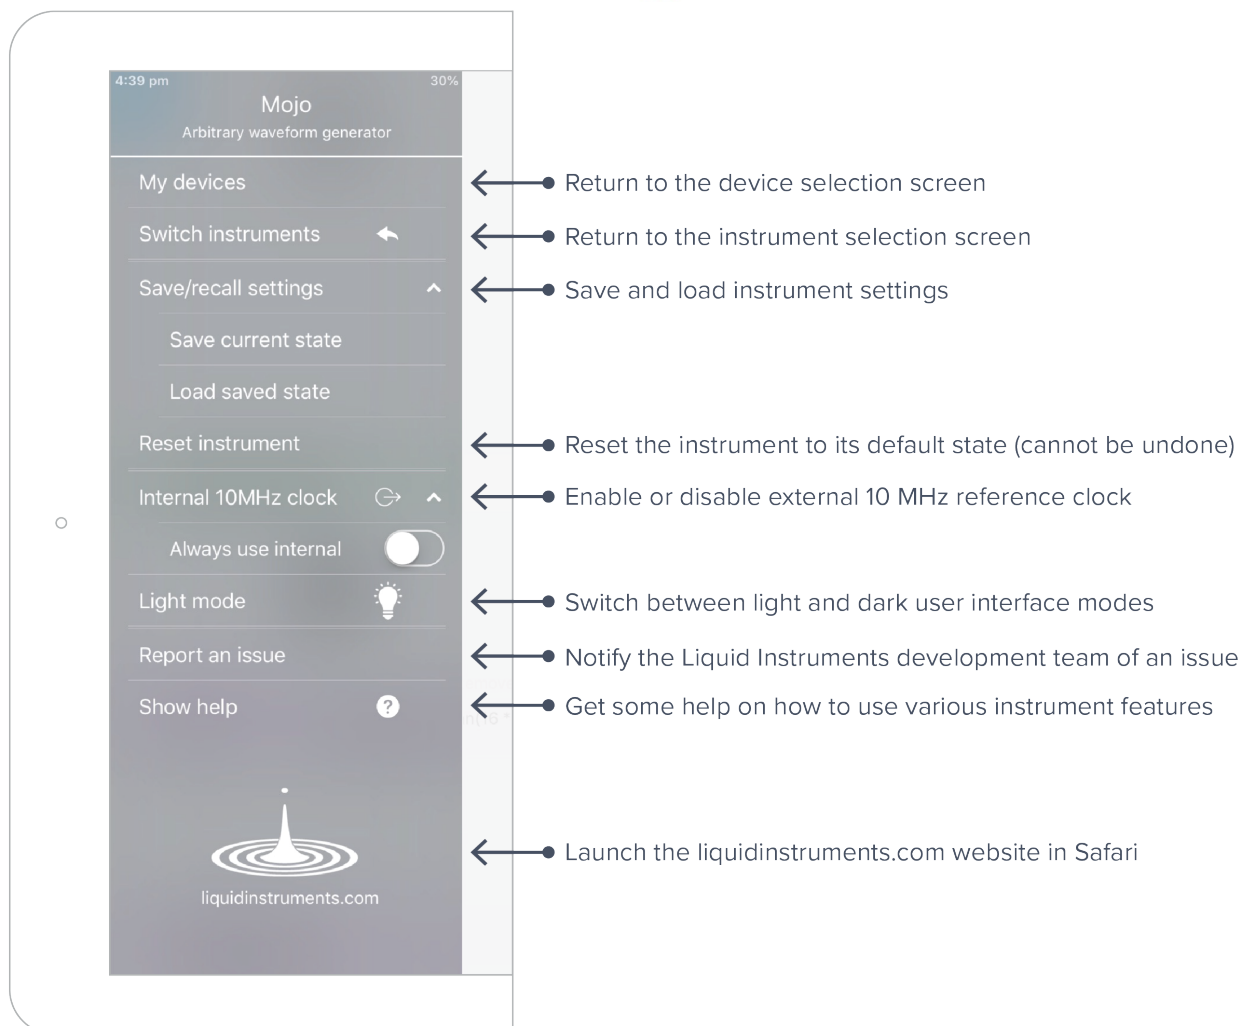 4:39 pm 30%
Mojo
Arbitrary waveform generator
My devices Return to the device selection screen
Switch instruments Return to the instrument selection screen
Save/recall settings Save and load instrument settings
Save current state
Load saved state
Reset instrument Reset the instrument to its default state (cannot be undone)
Internal 10MHz clock Enable or disable external 10 MHz reference clock
Always use internal
Light mode Switch between light and dark user interface modes
Report an issue Notify the Liquid Instruments development team of an issue
Show help ? Get some help on how to use various instrument features
Launch the liquidinstruments.com website in Safari
liquidinstruments.com